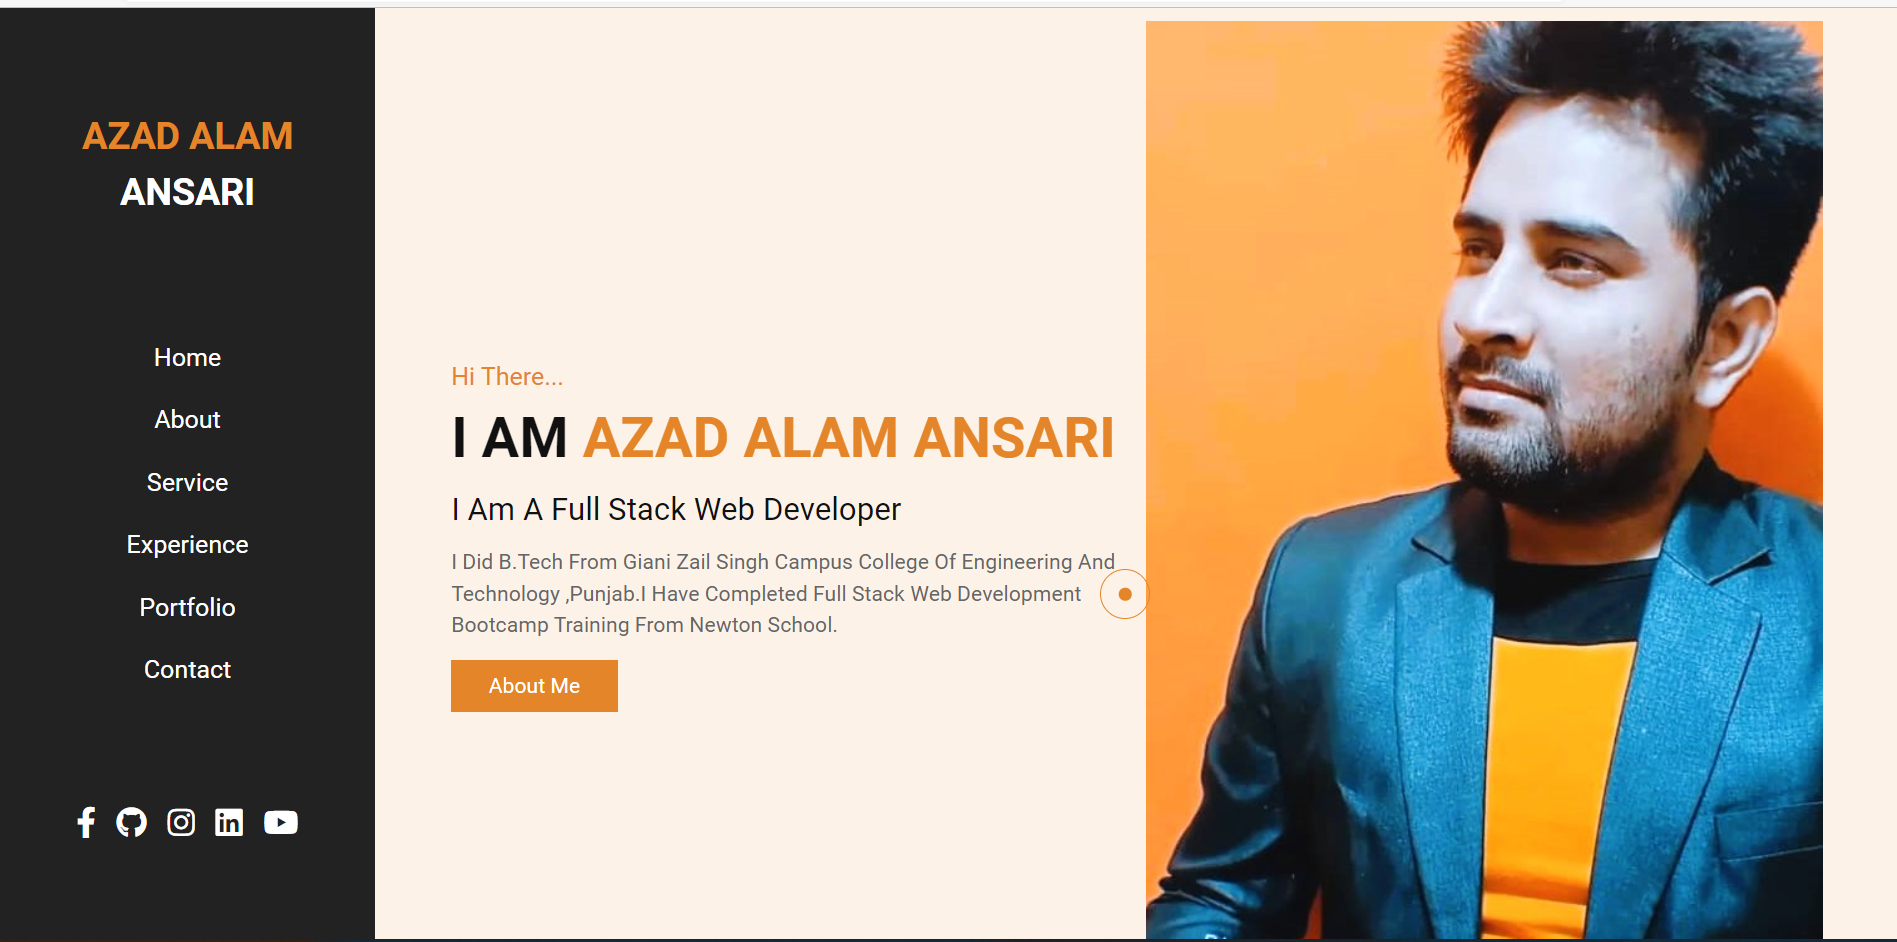 AZAD ALAM
ANSARI
Home
About
Service
Experience
Portfolio
Contact
Hi There...
I AM AZAD ALAM ANSARI
I Am A Full Stack Web Developer
I Did B.Tech From Giani Zail Singh Campus College Of Engineering And
Technology ,Punjab.I Have Completed Full Stack Web Development
Bootcamp Training From Newton School.
About Me